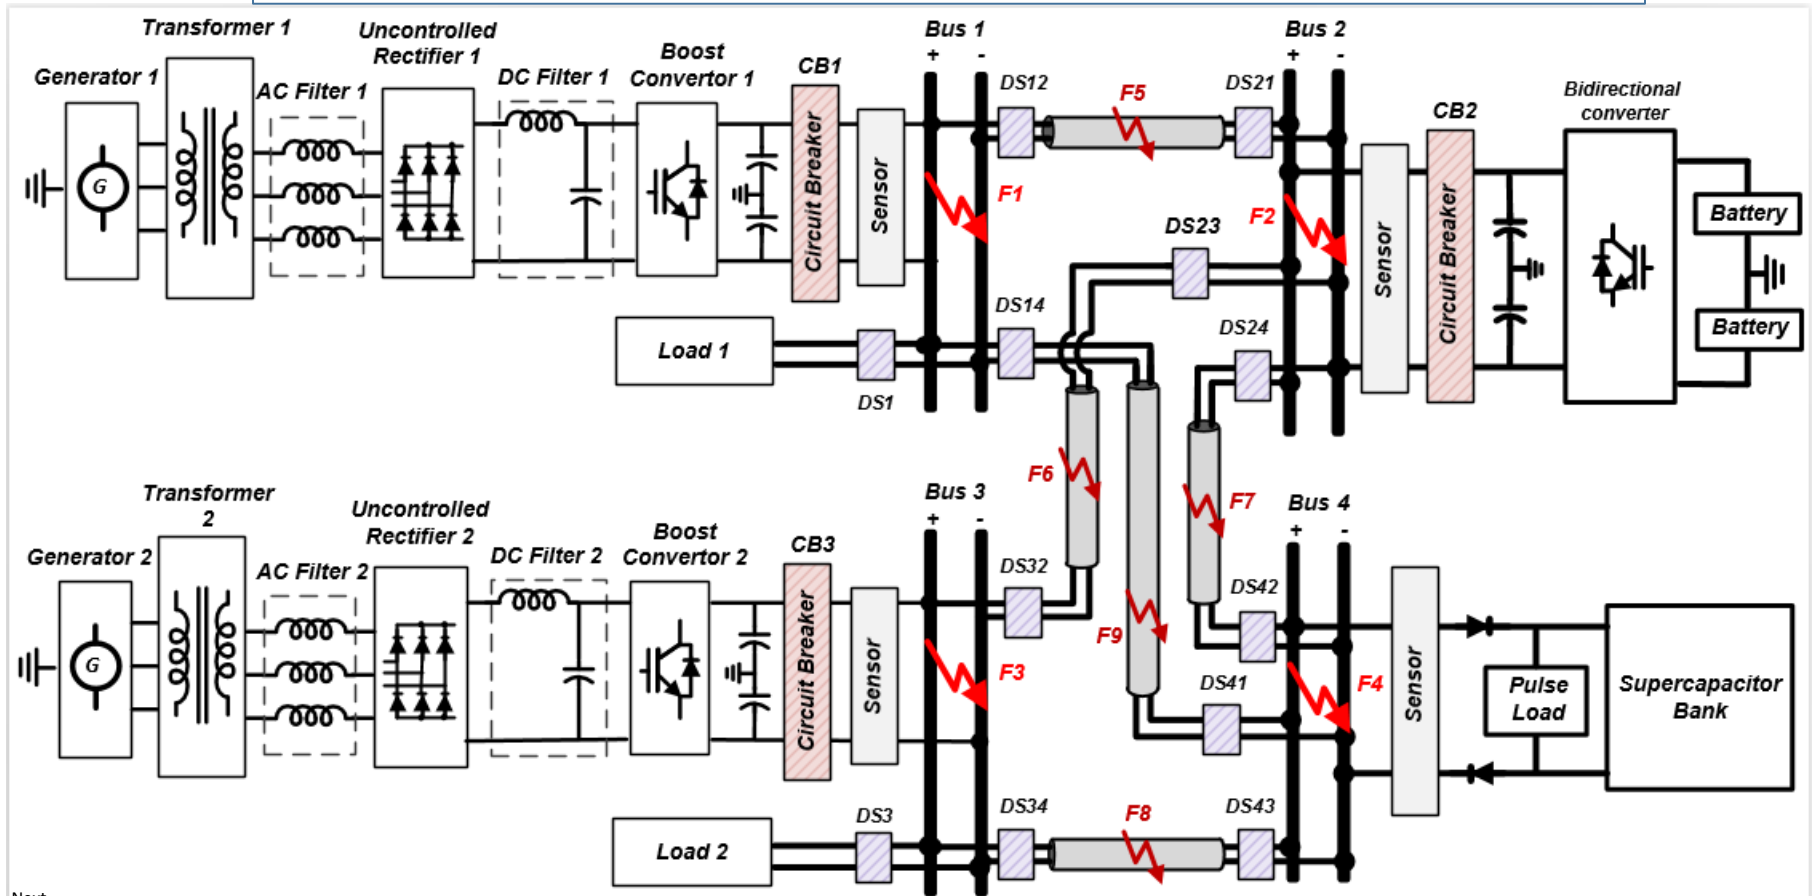 Transformer 1
Uncontrolled
Rectifier 1
Generator 1
AC Filter 1
DC Filter 1
Boost
Convertor 1
CB1
Circuit Breaker
Sensor
Bus 1
+ -
DS12
F5
DS21
Bus 2
+ -
CB2
Bidirectional
converter
G
F1
F2
DS23
Sensor
Circuit Breaker
Battery
Battery
Load 1
DS1
DS14
DS24
F6
F7
F9
Transformer
2
Uncontrolled
Rectifier 2
Generator 2
AC Filter 2
DC Filter 2
Boost
Convertor 2
CB3
Circuit Breaker
Sensor
Bus 3
+ -
DS32
Bus 4
+ -
DS42
G
F3
F4
DS41
Sensor
Pulse
Load
Supercapacitor
Bank
Load 2
DS3
DS34
F8
DS43